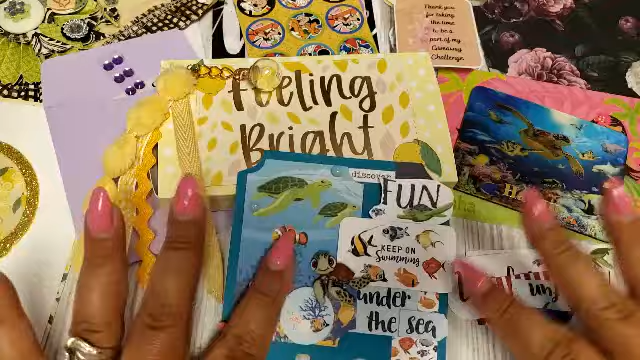 Thank you
for taking
the time
to be a
part of my
Camping
Challenge
Feeling
Bright
discover
FUN
KEEP ON
Swimming
under
the sea